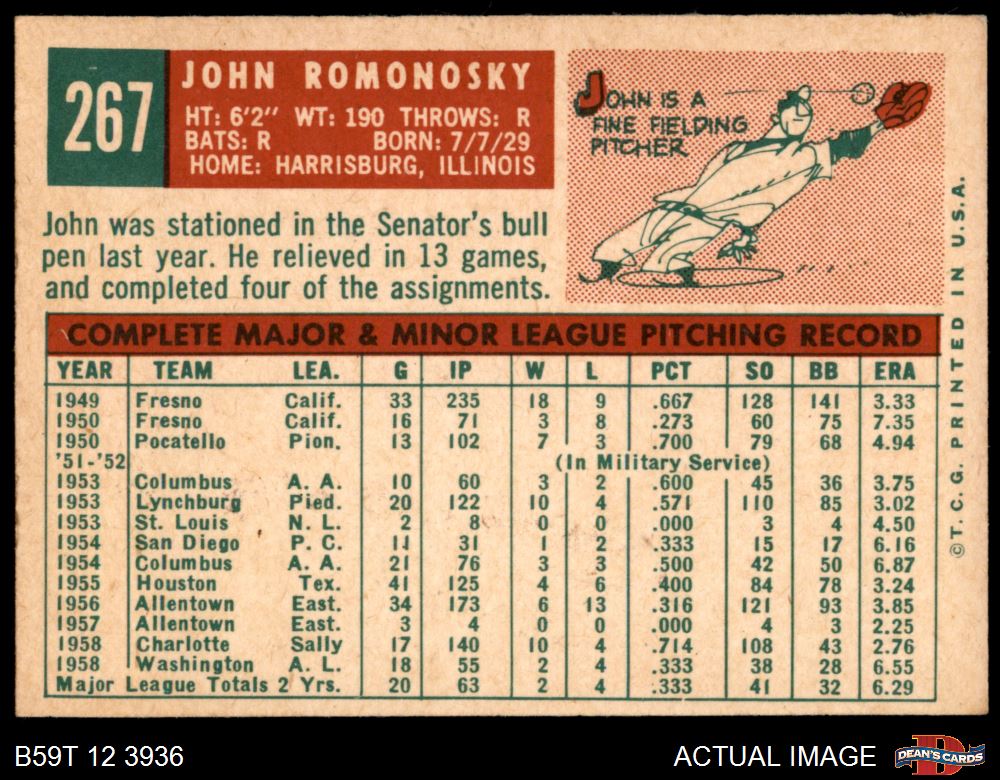 267
JOHN ROMONOSKY
HT: 6'2" WT: 190 THROWS: R
BATS: R BORN: 7/7/29
HOME: HARRISBURG, ILLINOIS
JOHN IS A
FINE FIELDING
PITCHER
John was stationed in the Senator's bull
pen last year. He relieved in 13 games,
and completed four of the assignments.
COMPLETE MAJOR & MINOR LEAGUE PITCHING RECORD
YEAR TEAM LEA. G IP W L PCT SO BB ERA
1949 Fresno Calif. 33 235 18 9 .667 128 141 3.33
1950 Fresno Calif. 16 71 3 8 .273 60 75 7.35
1950 Pocatello Pion. 13 102 7 3 .700 79 68 4.94
'51-'52 (In Military Service)
1953 Columbus A. A. 10 60 3 2 .600 45 36 3.75
1953 Lynchburg Pied. 20 122 10 4 .571 110 85 3.02
1953 St. Louis N. L. 2 8 0 0 .000 3 4 4.50
1954 San Diego P. C. 11 31 1 2 .333 15 17 6.16
1954 Columbus A. A. 21 76 3 3 .500 42 50 6.87
1955 Houston Tex. 41 125 4 6 .400 84 78 3.24
1956 Allentown East. 34 173 6 13 .316 121 93 3.85
1957 Allentown East. 3 4 0 0 .000 4 3 2.25
1958 Charlotte Sally 17 140 10 4 .714 108 43 2.76
1958 Washington A. L. 18 55 2 4 .333 38 28 6.55
Major League Totals 2 Yrs. 20 63 2 4 .333 41 32 6.29
©T. C. G. PRINTED IN U.S.A.
B59T 12 3936
ACTUAL IMAGE
D
DEAN'S CARDS